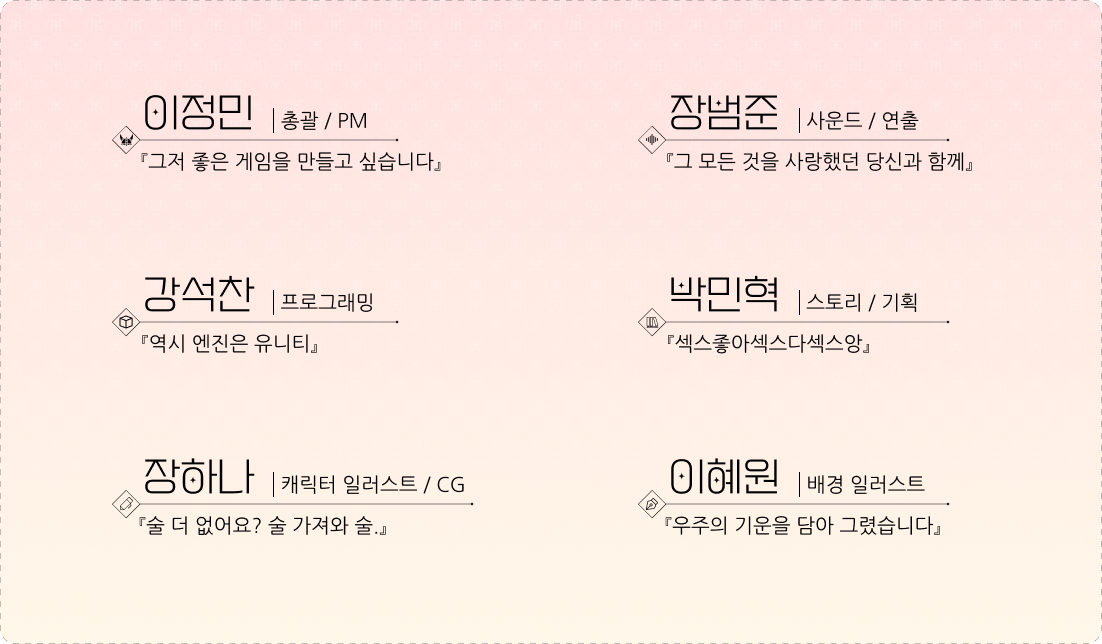 이정민 | 총괄 / PM
『그저 좋은 게임을 만들고 싶습니다』
장범준 | 사운드 / 연출
『그 모든 것을 사랑했던 당신과 함께』
강석찬 | 프로그래밍
『역시 엔진은 유니티』
박민혁 | 스토리 / 기획
『섹스좋아섹스다섹스앙』
장하나 | 캐릭터 일러스트 / CG
『술 더 없어요? 술 가져와 술.』
이혜원 | 배경 일러스트
『우주의 기운을 담아 그렸습니다』